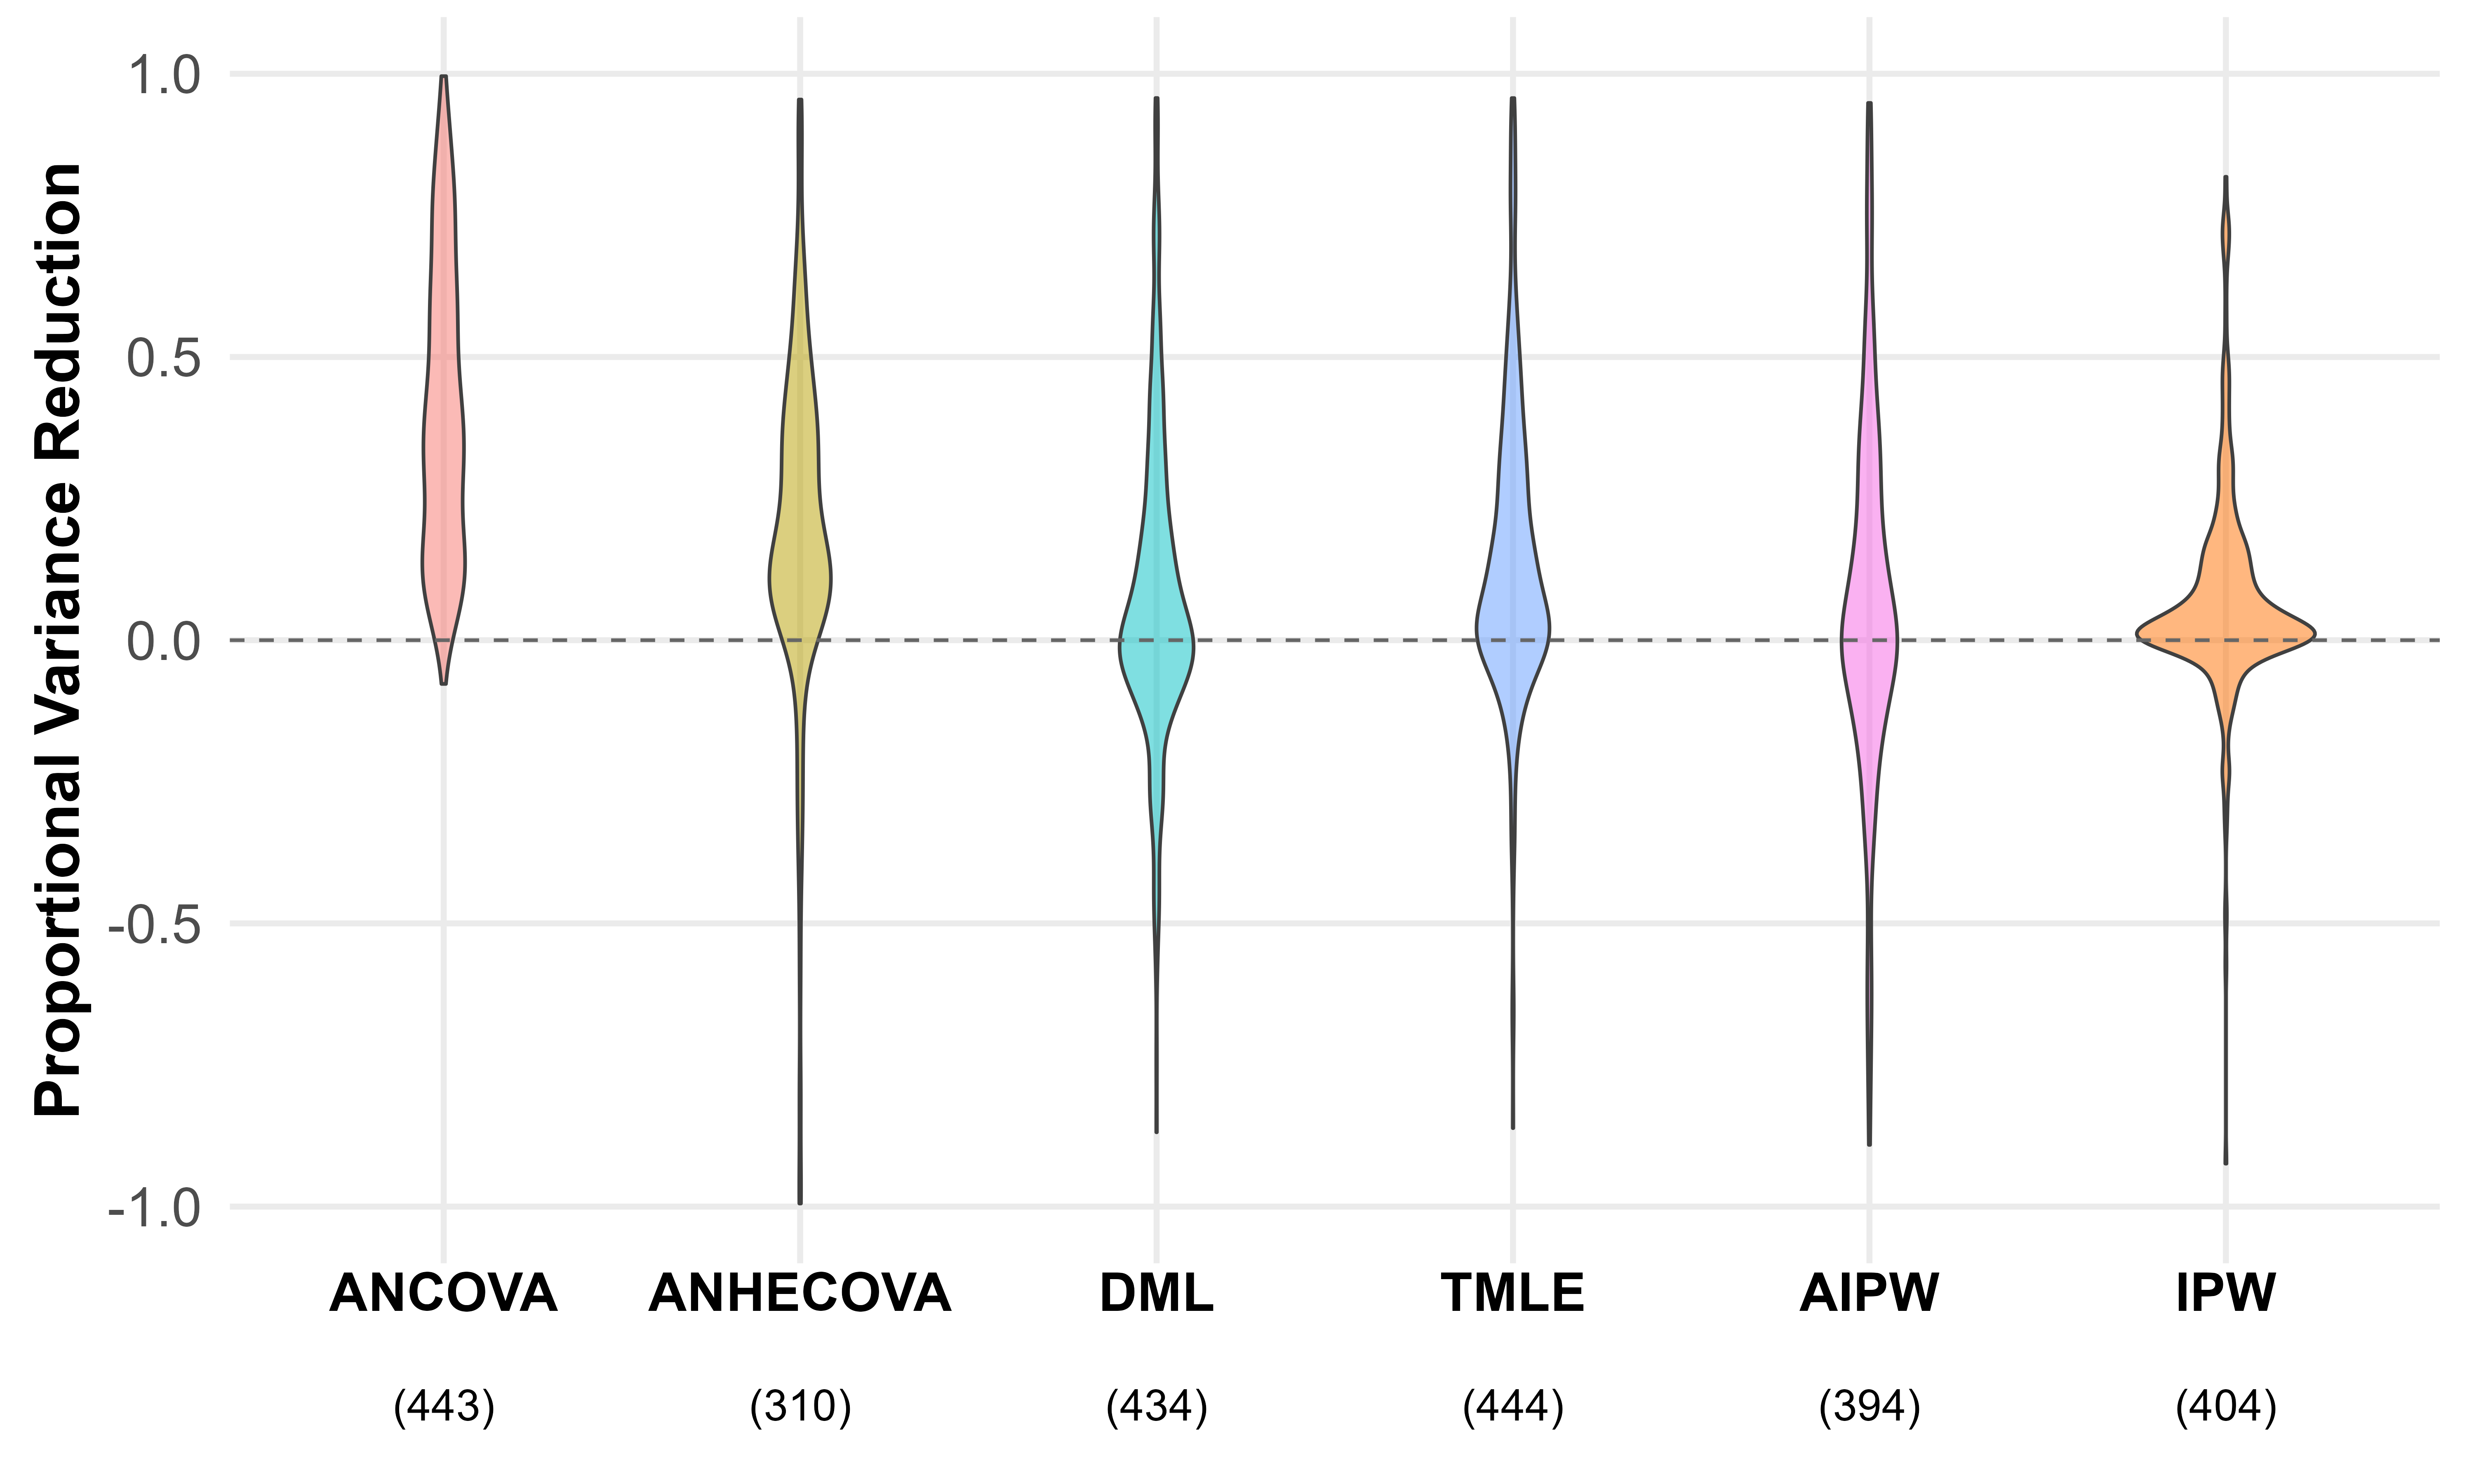 Proportional Variance Reduction
1.0
0.5
0.0
-0.5
-1.0
ANCOVA ANHECOVA DML TMLE AIPW IPW
(443) (310) (434) (444) (394) (404)